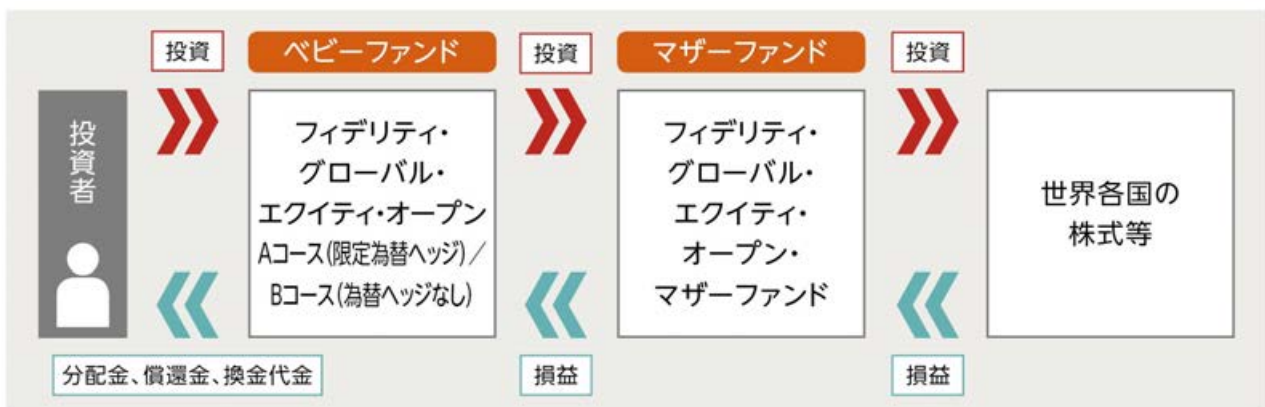 投資
ベビーファンド
投資
マザーファンド
投資
投資者
フィデリティ・
グローバル・
エクイティ・オープン
Aコース(限定為替ヘッジ)／
Bコース(為替ヘッジなし)
フィデリティ・
グローバル・
エクイティ・
オープン・
マザーファンド
世界各国の
株式等
分配金、償還金、換金代金
損益
損益